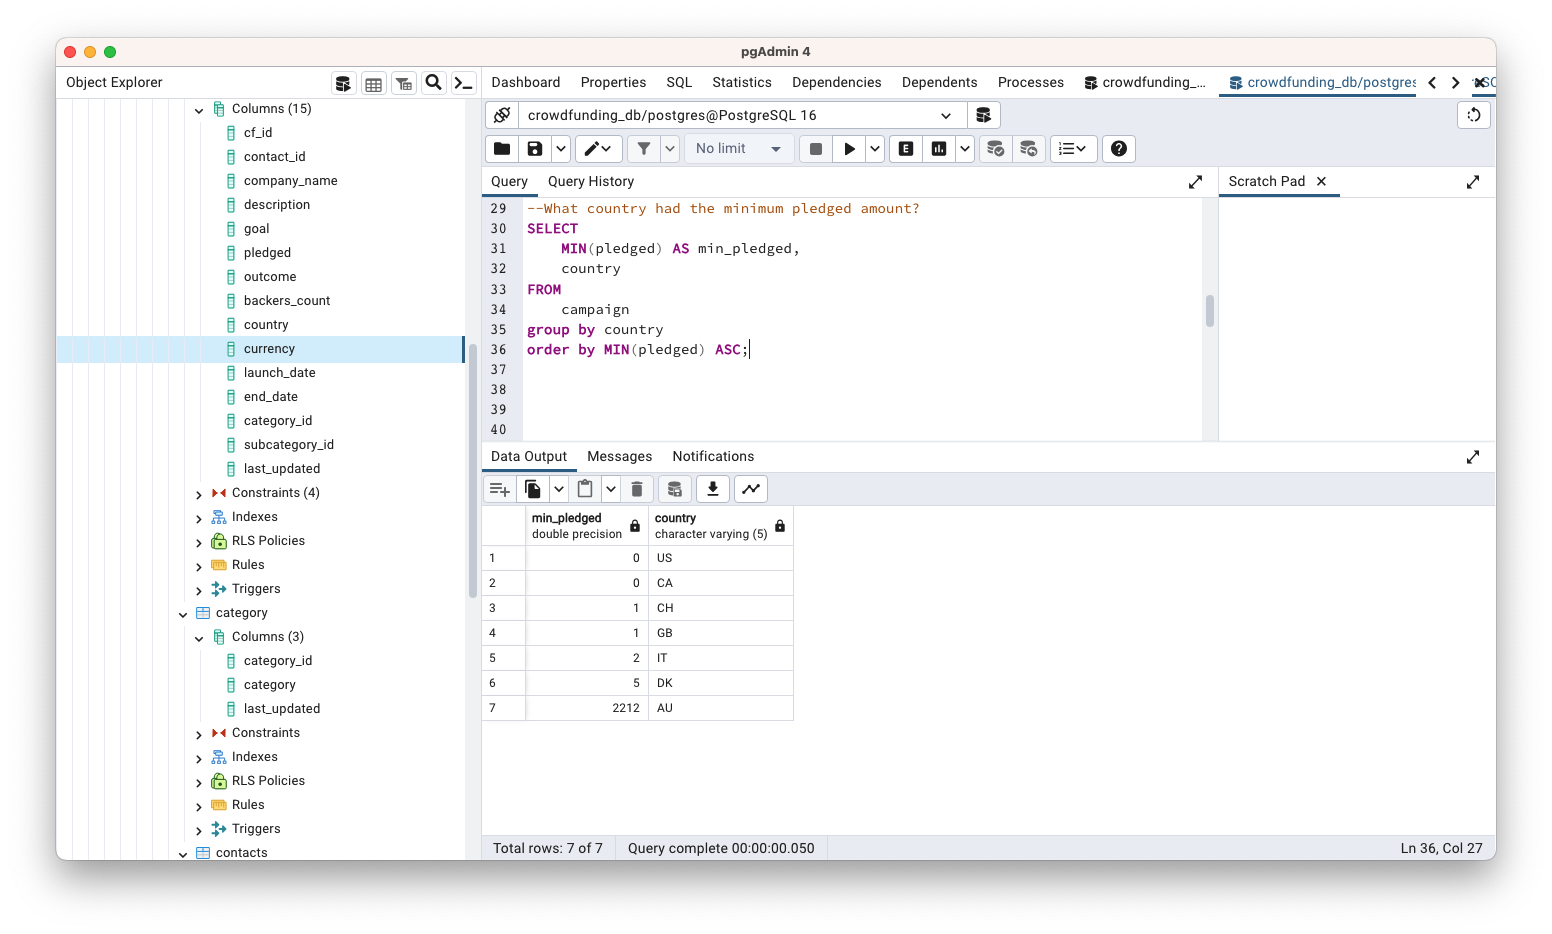 pgAdmin 4
Object Explorer
Dashboard Properties SQL Statistics Dependencies Dependents Processes crowdfunding_... crowdfunding_db/postgres
crowdfunding_db/postgres@PostgreSQL 16
No limit
E
Query Query History
Scratch Pad
Columns (15)
cf_id
contact_id
company_name
description
goal
pledged
outcome
backers_count
country
currency
launch_date
end_date
category_id
subcategory_id
last_updated
Constraints (4)
Indexes
RLS Policies
Rules
Triggers
category
Columns (3)
category_id
category
last_updated
Constraints
Indexes
RLS Policies
Rules
Triggers
contacts
29 --What country had the minimum pledged amount?
30 SELECT
31 MIN(pledged) AS min_pledged,
32 country
33 FROM
34 campaign
35 group by country
36 order by MIN(pledged) ASC;
37
38
39
40
Data Output Messages Notifications
min_pledged country
double precision character varying (5)
1 0 US
2 0 CA
3 1 CH
4 1 GB
5 2 IT
6 5 DK
7 2212 AU
Total rows: 7 of 7 Query complete 00:00:00.050 Ln 36, Col 27